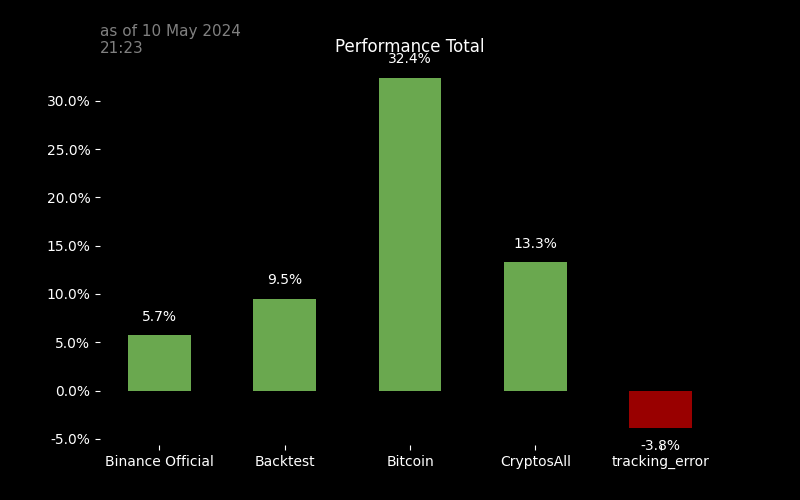 as of 10 May 2024
21:23
Performance Total
32.4%
30.0%
25.0%
20.0%
15.0%
10.0%
5.0%
0.0%
-5.0%
5.7%
9.5%
13.3%
-3.8%
Binance Official
Backtest
Bitcoin
CryptosAll
tracking_error